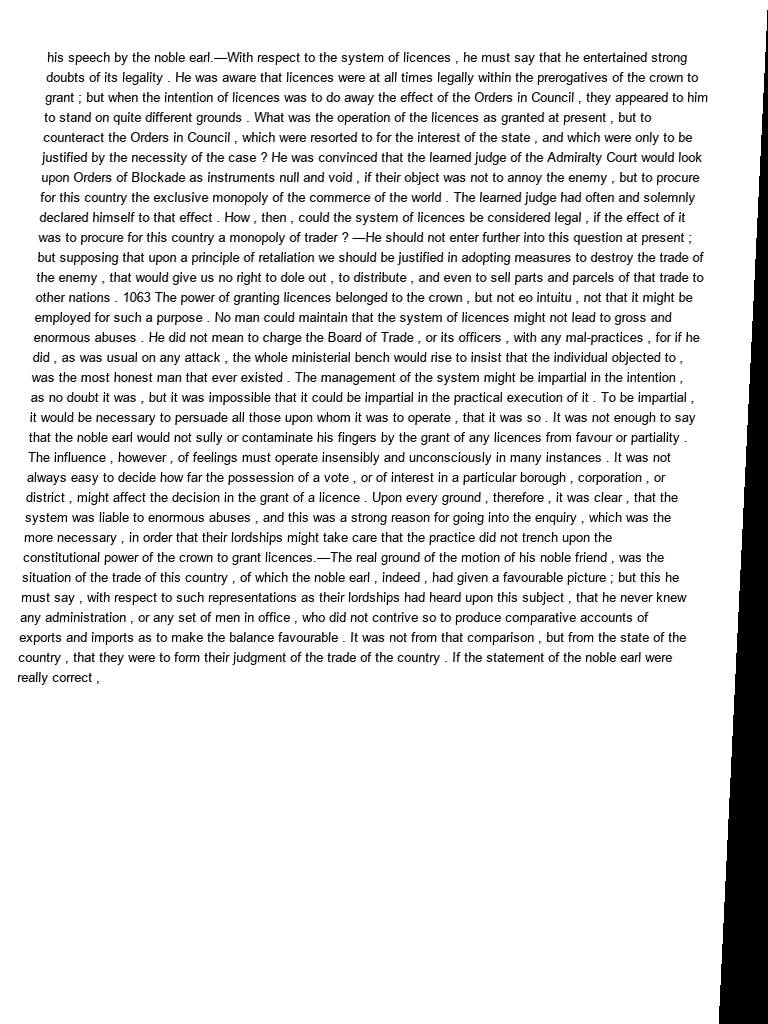 his speech by the noble earl.—With respect to the system of licences , he must say that he entertained strong
doubts of its legality . He was aware that licences were at all times legally within the prerogatives of the crown to
grant ; but when the intention of licences was to do away the effect of the Orders in Council , they appeared to him
to stand on quite different grounds . What was the operation of the licences as granted at present , but to
counteract the Orders in Council , which were resorted to for the interest of the state , and which were only to be
justified by the necessity of the case ? He was convinced that the learned judge of the Admiralty Court would look
upon Orders of Blockade as instruments null and void , if their object was not to annoy the enemy , but to procure
for this country the exclusive monopoly of the commerce of the world . The learned judge had often and solemnly
declared himself to that effect . How , then , could the system of licences be considered legal , if the effect of it
was to procure for this country a monopoly of trader ? —He should not enter further into this question at present ;
but supposing that upon a principle of retaliation we should be justified in adopting measures to destroy the trade of
the enemy , that would give us no right to dole out , to distribute , and even to sell parts and parcels of that trade to
other nations . 1063 The power of granting licences belonged to the crown , but not eo intuitu , not that it might be
employed for such a purpose . No man could maintain that the system of licences might not lead to gross and
enormous abuses . He did not mean to charge the Board of Trade , or its officers , with any mal-practices , for if he
did , as was usual on any attack , the whole ministerial bench would rise to insist that the individual objected to ,
was the most honest man that ever existed . The management of the system might be impartial in the intention ,
as no doubt it was , but it was impossible that it could be impartial in the practical execution of it . To be impartial ,
it would be necessary to persuade all those upon whom it was to operate , that it was so . It was not enough to say
that the noble earl would not sully or contaminate his fingers by the grant of any licences from favour or partiality .
The influence , however , of feelings must operate insensibly and unconsciously in many instances . It was not
always easy to decide how far the possession of a vote , or of interest in a particular borough , corporation , or
district , might affect the decision in the grant of a licence . Upon every ground , therefore , it was clear , that the
system was liable to enormous abuses , and this was a strong reason for going into the enquiry , which was the
more necessary , in order that their lordships might take care that the practice did not trench upon the
constitutional power of the crown to grant licences.—The real ground of the motion of his noble friend , was the
situation of the trade of this country , of which the noble earl , indeed , had given a favourable picture ; but this he
must say , with respect to such representations as their lordships had heard upon this subject , that he never knew
any administration , or any set of men in office , who did not contrive so to produce comparative accounts of
exports and imports as to make the balance favourable . It was not from that comparison , but from the state of the
country , that they were to form their judgment of the trade of the country . If the statement of the noble earl were
really correct ,